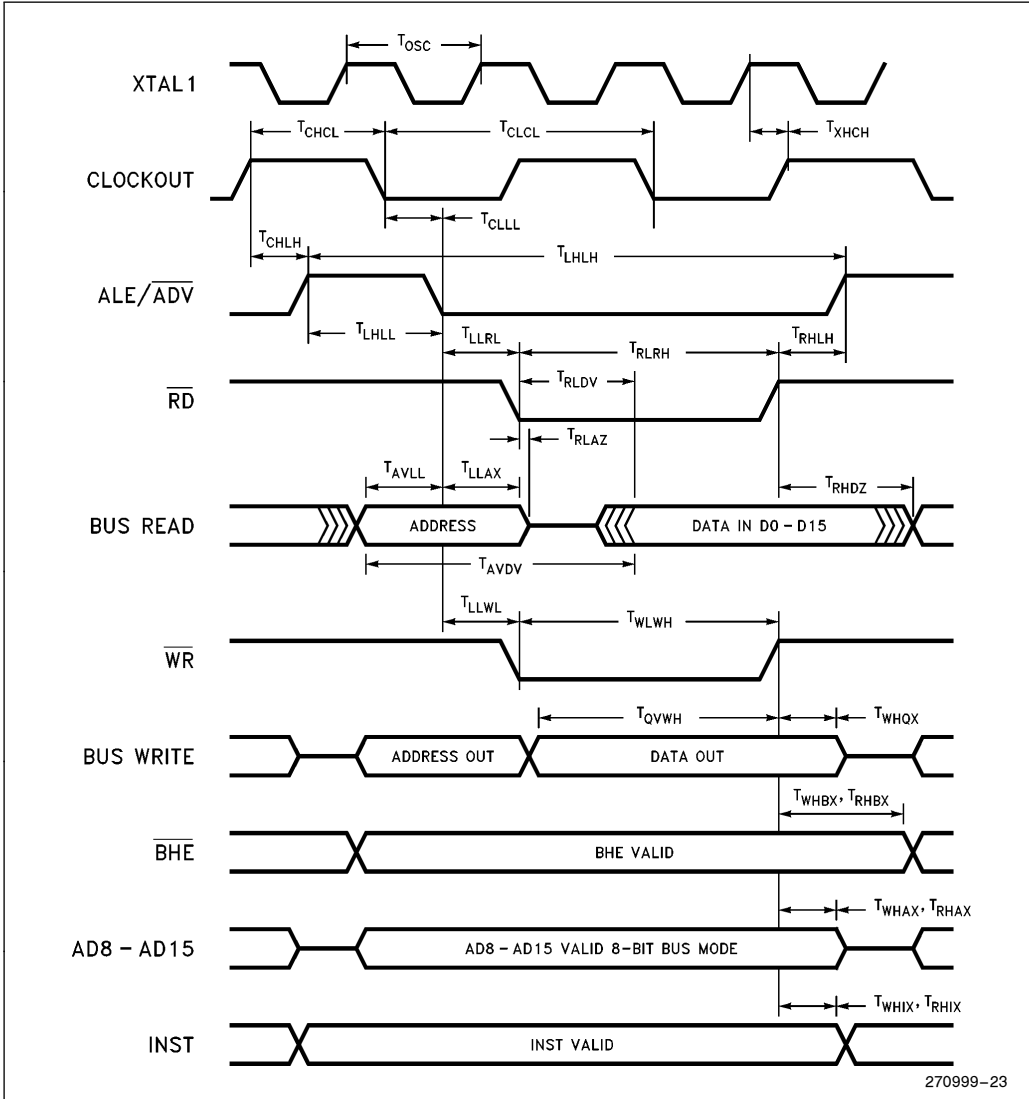 TOSC
XTAL1
TCHCL
TCLCL
TXHCH
CLOCKOUT
TCLLL
TCHLH
TLHLH
ALE/ADV
TLHLL
TLLRL
TRLRH
TRHLH
TRLDV
RD
TRLAZ
TAVLL
TLLAX
TRHDZ
BUS READ
ADDRESS
DATA IN D0 – D15
TAVDV
TLLWL
TWLWH
WR
TQVWH
TWHQX
BUS WRITE
ADDRESS OUT
DATA OUT
TWHBX, TRHBX
BHE
BHE VALID
TWHAX, TRHAX
AD8 – AD15
AD8 – AD15 VALID 8-BIT BUS MODE
TWHIX, TRHIX
INST
INST VALID
270999–23